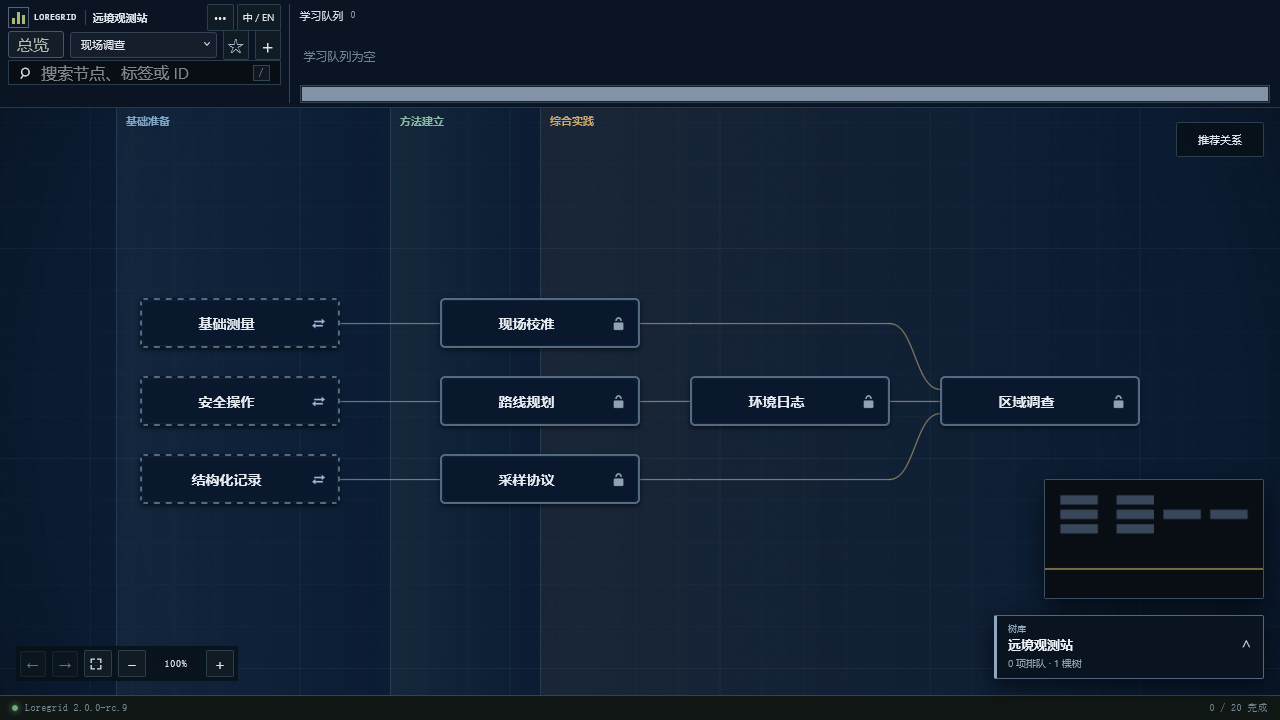 LOREGRID 远境观测站 ••• 中 / EN
总览 现场调查 ☆ +
搜索节点、标签或 ID /
学习队列 0
学习队列为空
基础准备 方法建立 综合实践
推荐关系
基础测量 现场校准
安全操作 路线规划 环境日志 区域调查
结构化记录 采样协议
树库
远境观测站
0 项排队 · 1 棵树
← → − 100% +
Loregrid 2.0.0-rc.9 0 / 20 完成